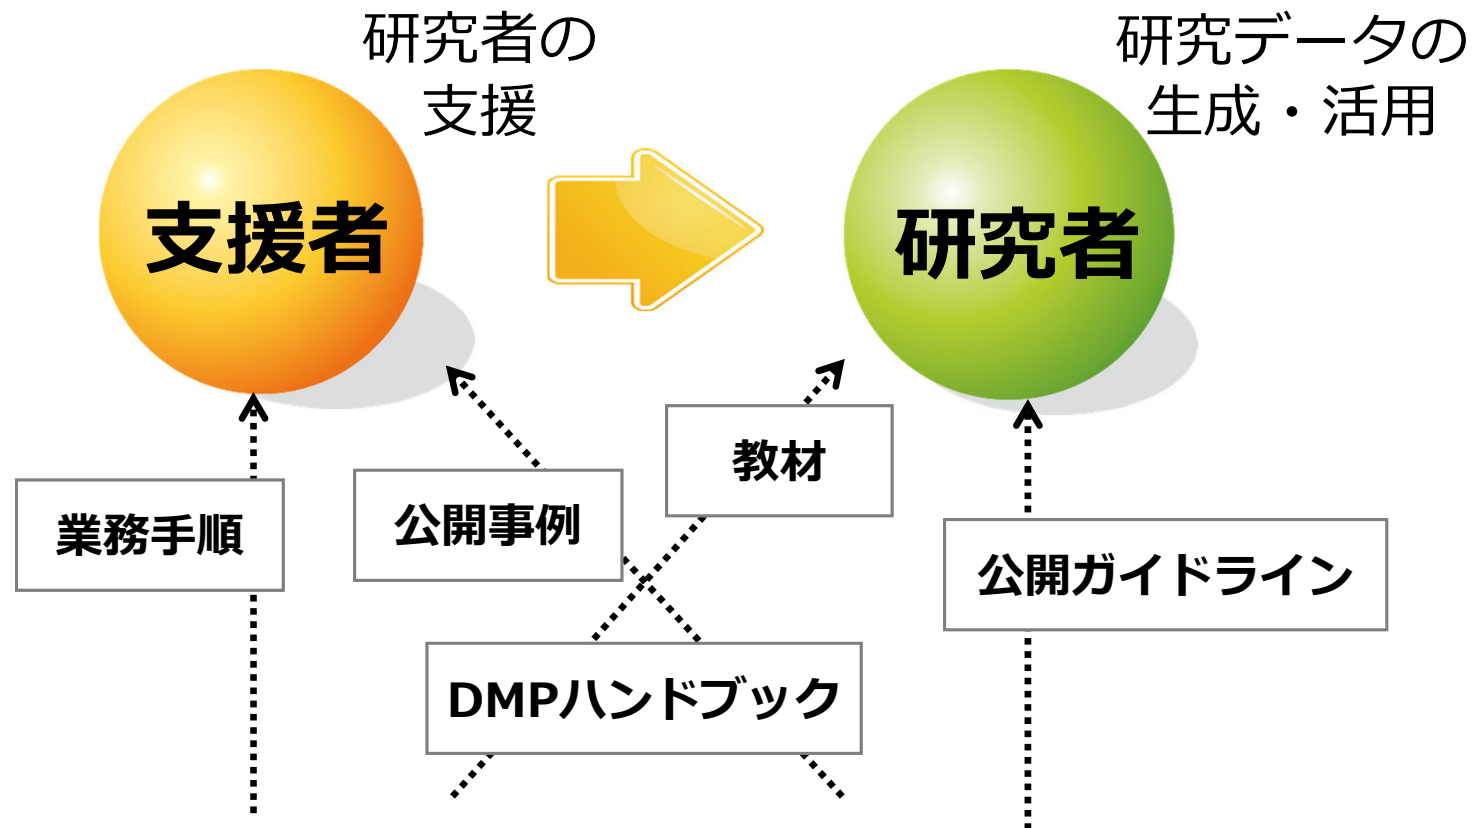 研究者の
支援
研究データの
生成・活用
支援者
研究者
教材
業務手順
公開事例
公開ガイドライン
DMPハンドブック